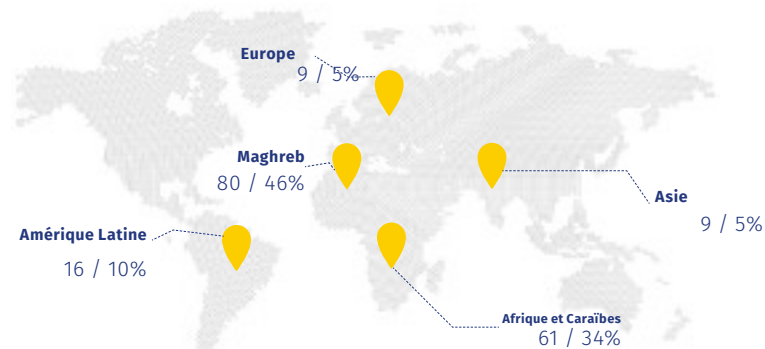 Europe
9 / 5%
Maghreb
80 / 46%
Asie
9 / 5%
Amérique Latine
16 / 10%
Afrique et Caraïbes
61 / 34%